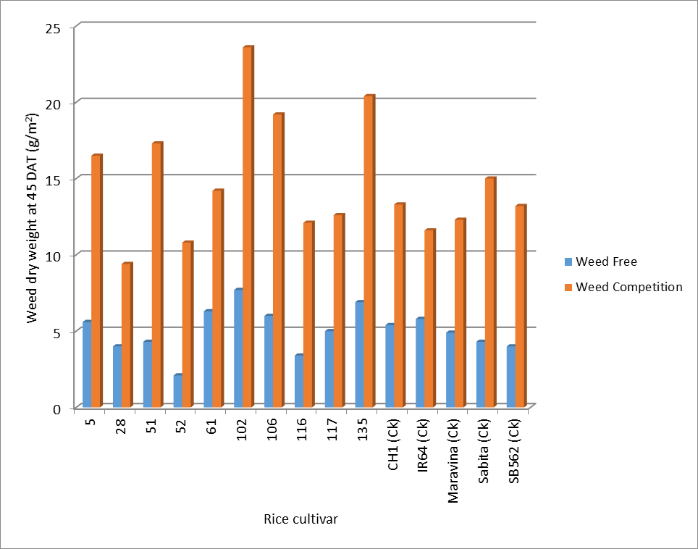 Weed dry weight at 45 DAT (g/m²)
25
20
15
10
5
0
5
28
51
52
61
102
106
116
117
135
CH1 (Ck)
IR64 (Ck)
Maravina (Ck)
Sabita (Ck)
SB562 (Ck)
Rice cultivar
Weed Free
Weed Competition